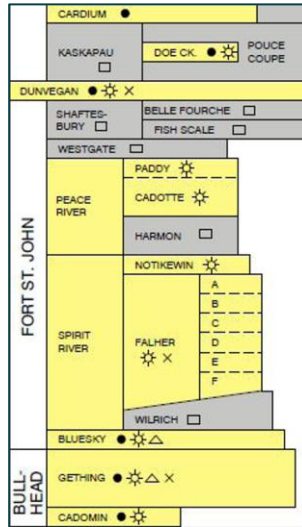 CARDIUM
KASKAPAU
DOE CK.
POUCE
COUPE
DUNVEGAN
SHAFTES-
BURY
BELLE FOURCHE
FISH SCALE
WESTGATE
FORT ST. JOHN
PEACE
RIVER
PADDY
CADOTTE
HARMON
SPIRIT
RIVER
NOTIKEWIN
FALHER
A
B
C
D
E
F
WILRICH
BLUESKY
BULL-
HEAD
GETHING
CADOMIN